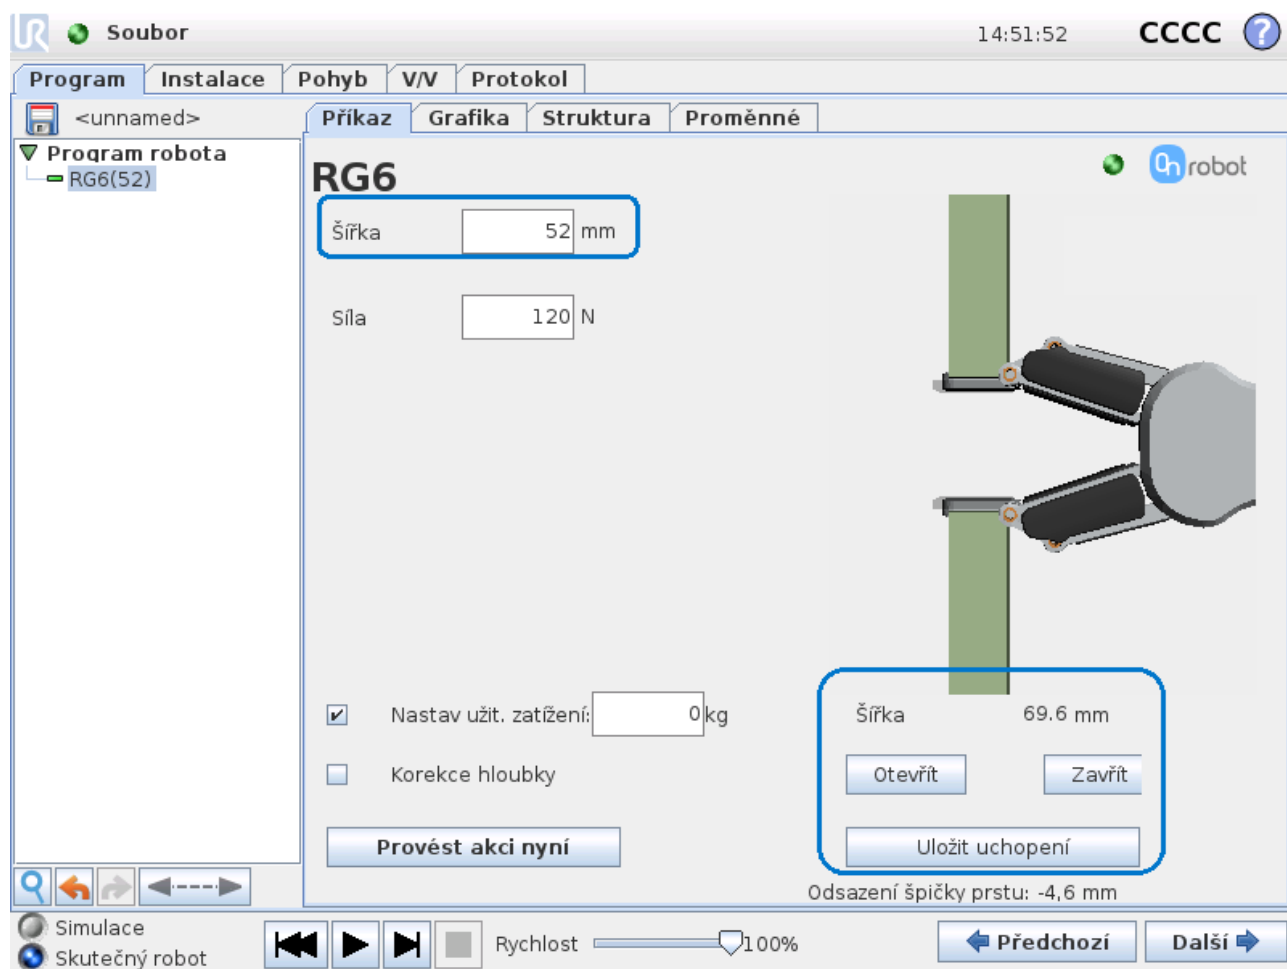 UR Soubor 14:51:52 CCCC ?
Program Instalace Pohyb V/V Protokol
<unnamed> Příkaz Grafika Struktura Proměnné
Program robota
RG6(52)
RG6
On robot
Šířka 52 mm
Síla 120 N
Nastav užit. zatížení: 0 kg
Korekce hloubky
Provést akci nyní
Šířka 69.6 mm
Otevřít Zavřít
Uložit uchopení
Odsazení špičky prstu: -4,6 mm
Simulace
Skutečný robot
Rychlost 100%
Předchozí Další